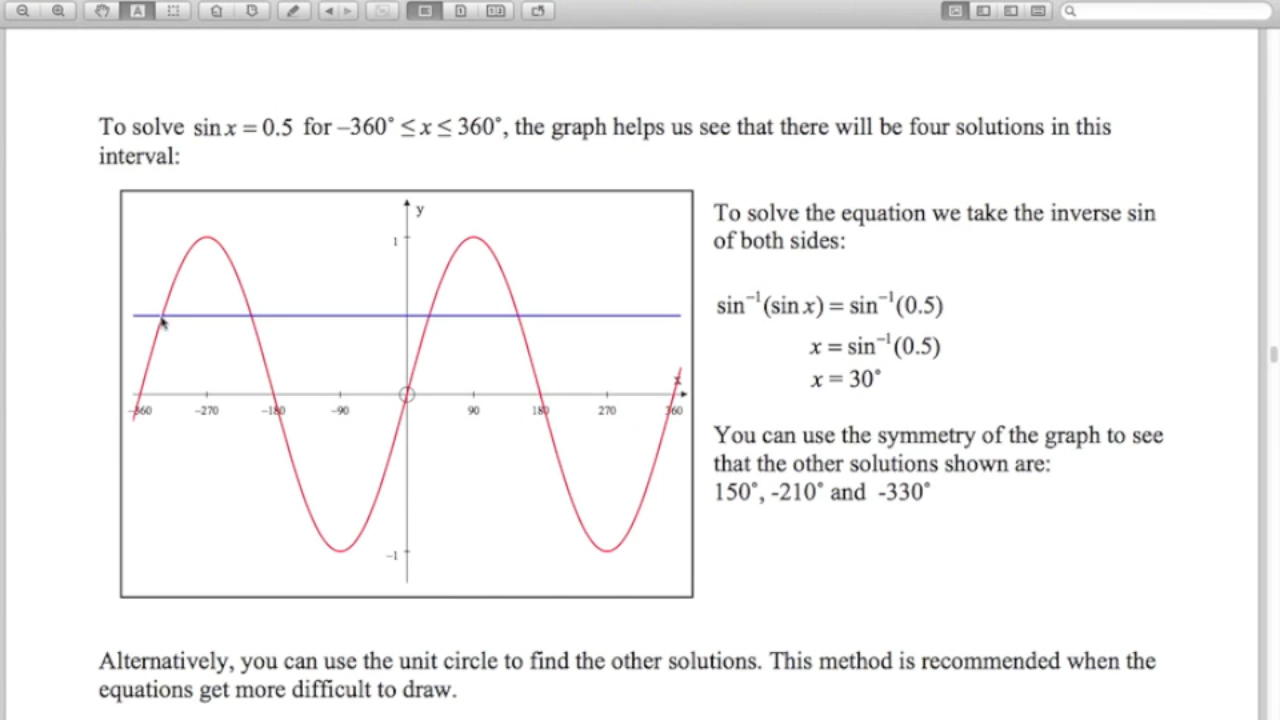 To solve sin x = 0.5 for –360° ≤ x ≤ 360°, the graph helps us see that there will be four solutions in this
interval:
y
1
x
–360 –270 –180 –90 90 180 270 360
–1
To solve the equation we take the inverse sin
of both sides:
sin⁻¹(sin x) = sin⁻¹(0.5)
x = sin⁻¹(0.5)
x = 30°
You can use the symmetry of the graph to see
that the other solutions shown are:
150°, -210° and -330°
Alternatively, you can use the unit circle to find the other solutions. This method is recommended when the
equations get more difficult to draw.